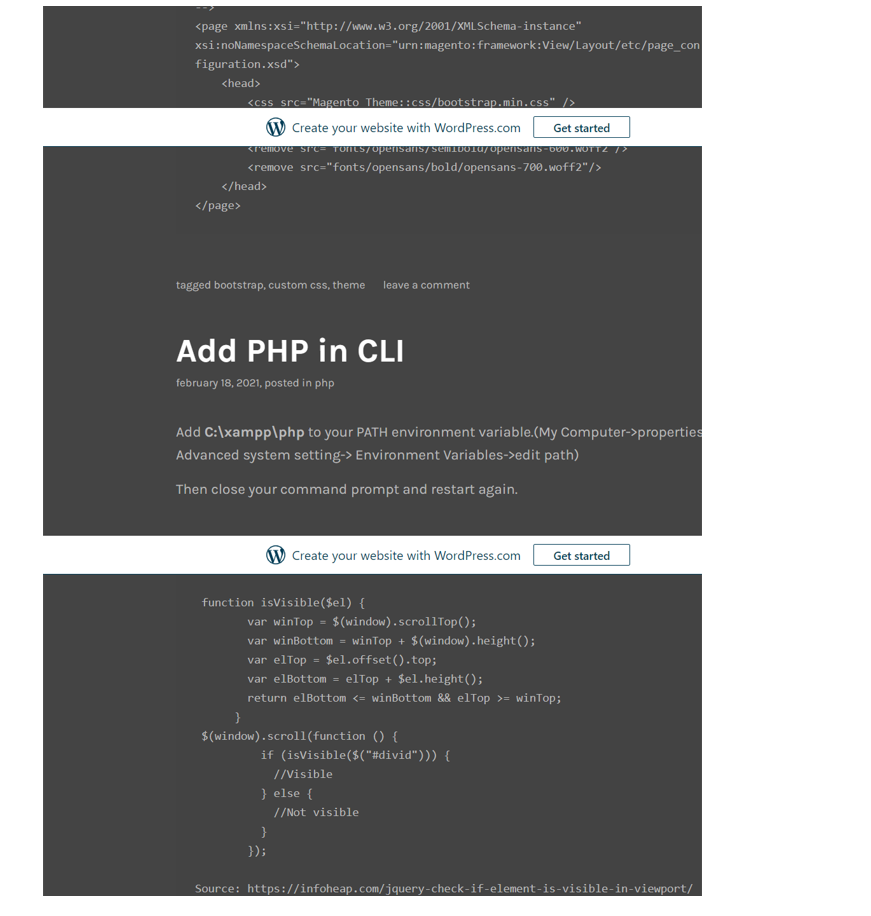 -->
<page xmlns:xsi="http://www.w3.org/2001/XMLSchema-instance"
xsi:noNamespaceSchemaLocation="urn:magento:framework:View/Layout/etc/page_con
figuration.xsd">
<head>
<css src="Magento_Theme::css/bootstrap.min.css" />
Create your website with WordPress.com
Get started
<remove src="fonts/opensans/semibold/opensans-600.woff2"/>
<remove src="fonts/opensans/bold/opensans-700.woff2"/>
</head>
</page>
tagged bootstrap, custom css, theme leave a comment
Add PHP in CLI
february 18, 2021, posted in php
Add C:\xampp\php to your PATH environment variable.(My Computer->properties
Advanced system setting-> Environment Variables->edit path)
Then close your command prompt and restart again.
Create your website with WordPress.com
Get started
function isVisible($el) {
var winTop = $(window).scrollTop();
var winBottom = winTop + $(window).height();
var elTop = $el.offset().top;
var elBottom = elTop + $el.height();
return elBottom <= winBottom && elTop >= winTop;
}
$(window).scroll(function () {
if (isVisible($("#divid"))) {
//Visible
} else {
//Not visible
}
});
Source: https://infoheap.com/jquery-check-if-element-is-visible-in-viewport/